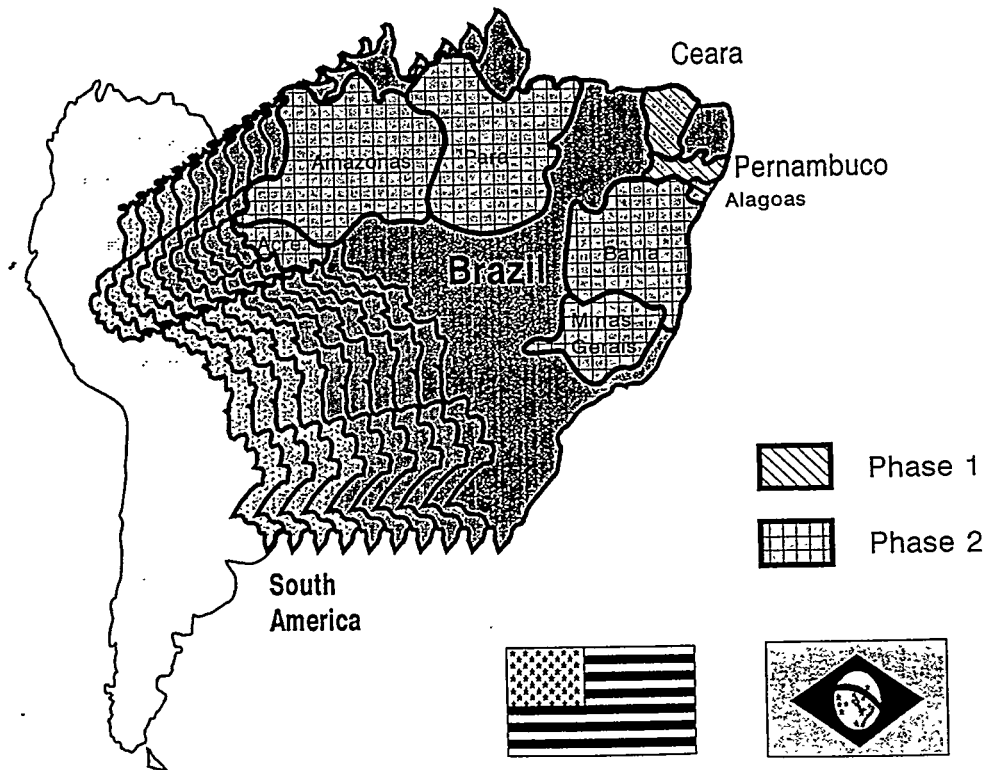 Ceara
Pernambuco
Alagoas
Amazonas
Para
Acre
Brazil
Bahia
Minas
Gerais
Phase 1
Phase 2
South
America